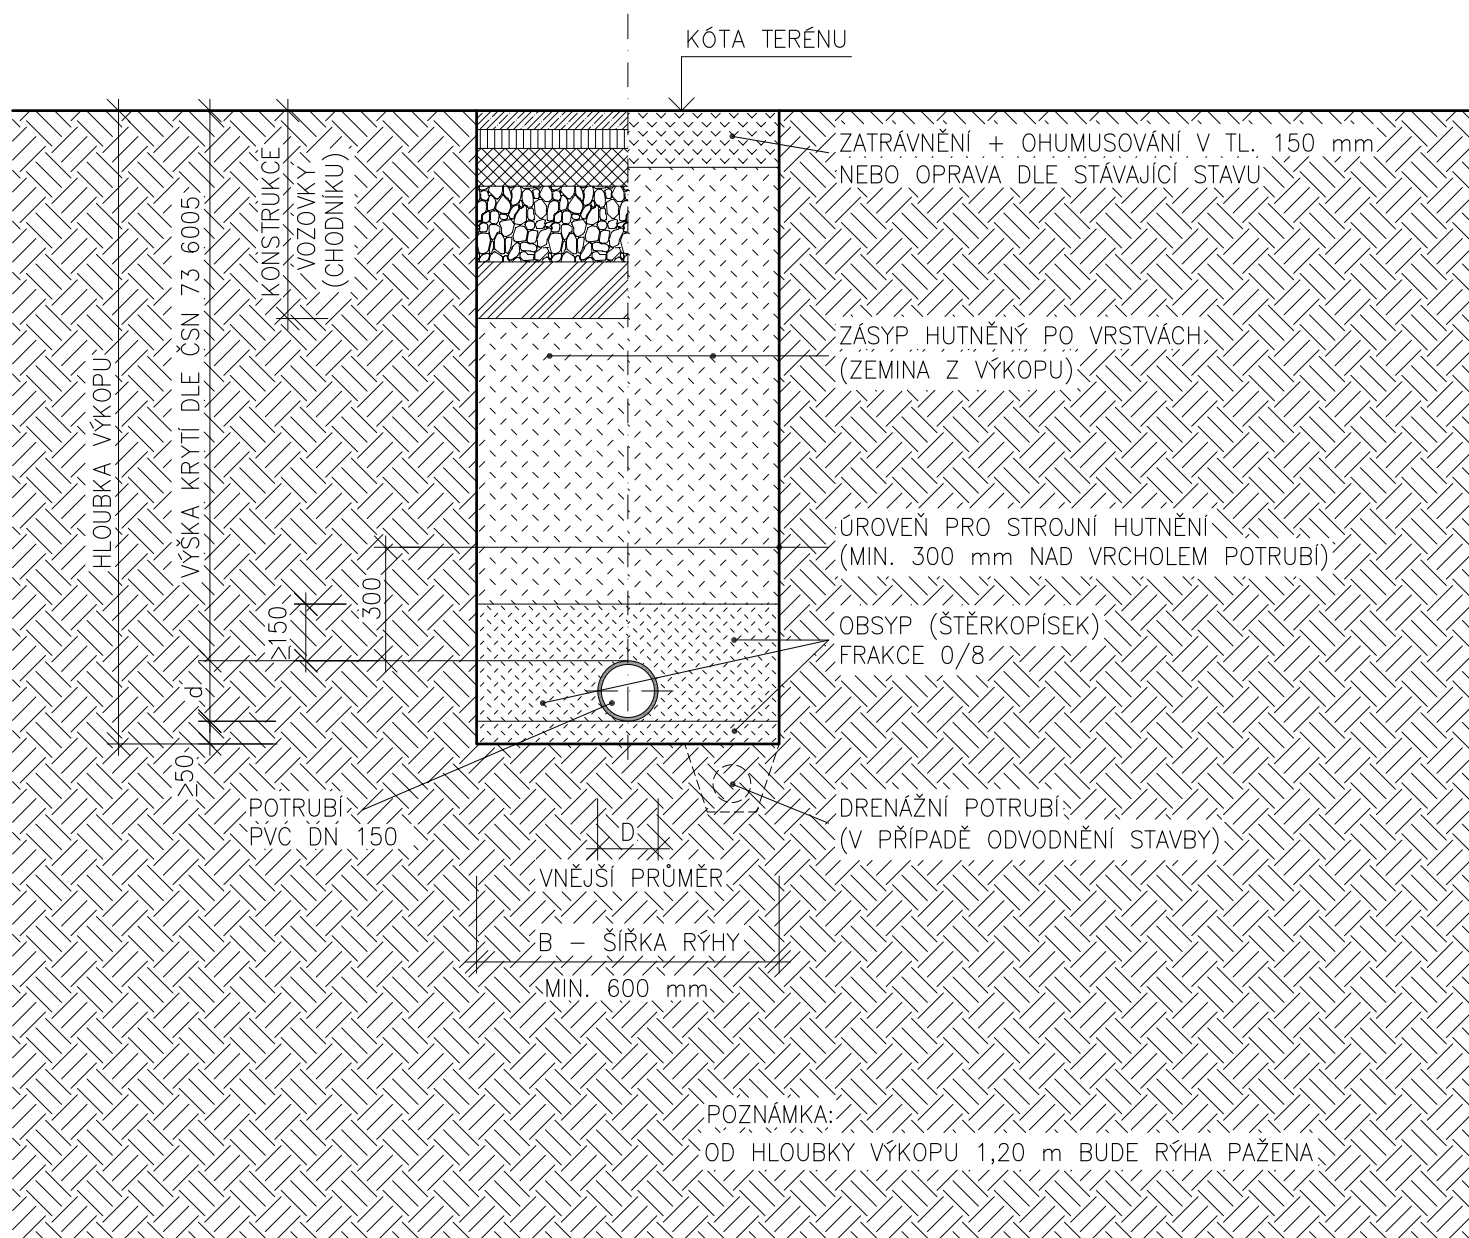 KÓTA TERÉNU
ZATRÁVNĚNÍ + OHUMUSOVÁNÍ V TL. 150 mm
NEBO OPRAVA DLE STÁVAJÍCÍ STAVU
KONSTRUKCE
VOZOVKY
(CHODNÍKU)
HLOUBKA VÝKOPU
VÝŠKA KRYTÍ DLE ČSN 73 6005
ZÁSYP HUTNĚNÝ PO VRSTVÁCH
(ZEMINA Z VÝKOPU)
ÚROVEŇ PRO STROJNÍ HUTNĚNÍ
(MIN. 300 mm NAD VRCHOLEM POTRUBÍ)
300
≥150
OBSYP (ŠTĚRKOPÍSEK)
FRAKCE 0/8
d
≥50
POTRUBÍ
PVC DN 150
DRENÁŽNÍ POTRUBÍ
(V PŘÍPADĚ ODVODNĚNÍ STAVBY)
D
VNĚJŠÍ PRŮMĚR
B – ŠÍŘKA RÝHY
MIN. 600 mm
POZNÁMKA:
OD HLOUBKY VÝKOPU 1,20 m BUDE RÝHA PAŽENA